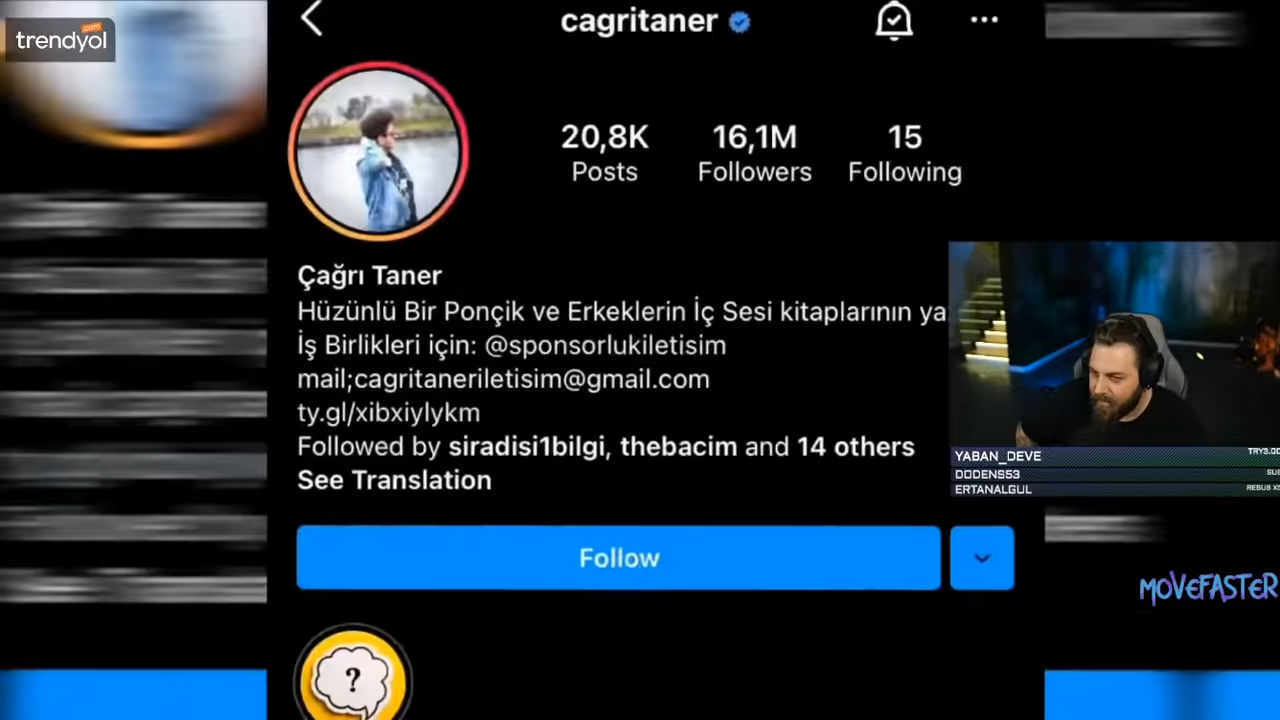 trendyol
.com
cagritaner
20,8K
Posts
16,1M
Followers
15
Following
Çağrı Taner
Hüzünlü Bir Ponçik ve Erkeklerin İç Sesi kitaplarının
İş Birlikleri için: @sponsorlukiletisim
mail;cagritaneriletisim@gmail.com
ty.gl/xibxiylykm
Followed by siradisi1bilgi, thebacim and 14 others
See Translation
Follow
?
YABAN_DEVE
DODENS53
ERTANALGUL
MOVEFASTER